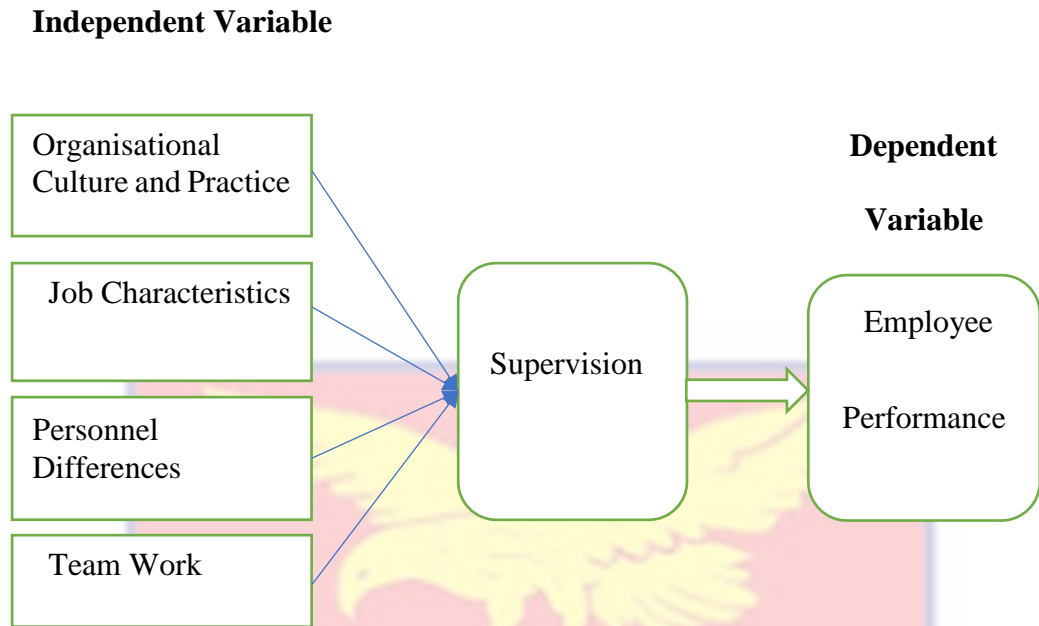 Independent Variable
Organisational
Culture and Practice
Job Characteristics
Personnel
Differences
Team Work
Supervision
Dependent
Variable
Employee
Performance